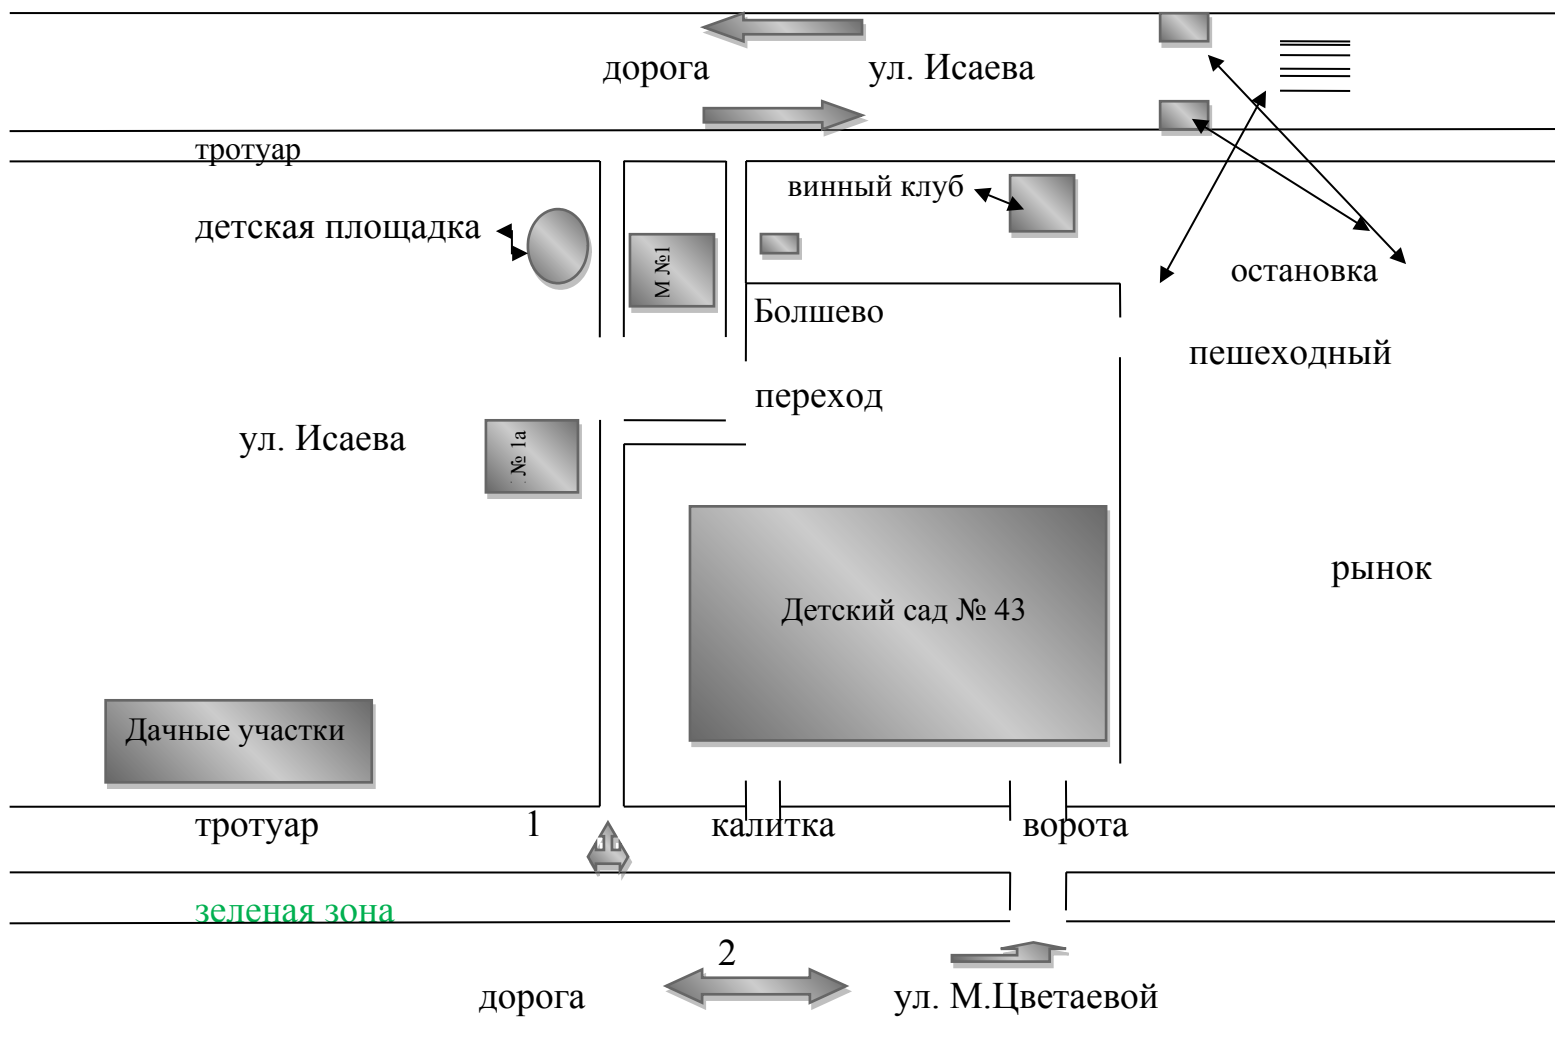 дорога ул. Исаева
тротуар
винный клуб
детская площадка
М №1
остановка
Болшево
пешеходный
переход
ул. Исаева
№ 1а
рынок
Детский сад № 43
Дачные участки
тротуар 1 калитка ворота
зеленая зона
2
дорога ул. М.Цветаевой